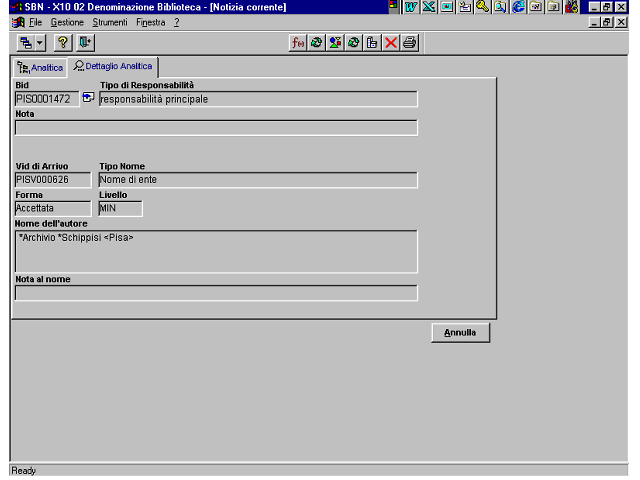 SBN - X10 02 Denominazione Biblioteca - [Notizia corrente]
File Gestione Strumenti Finestra ?
Analitica Dettaglio Analitica
Bid Tipo di Responsabilità
PIS0001472 responsabilità principale
Nota
Vid di Arrivo Tipo Nome
PISV000626 Nome di ente
Forma Livello
Accettata MIN
Nome dell'autore
*Archivio *Schippisi <Pisa>
Nota al nome
Annulla
Ready